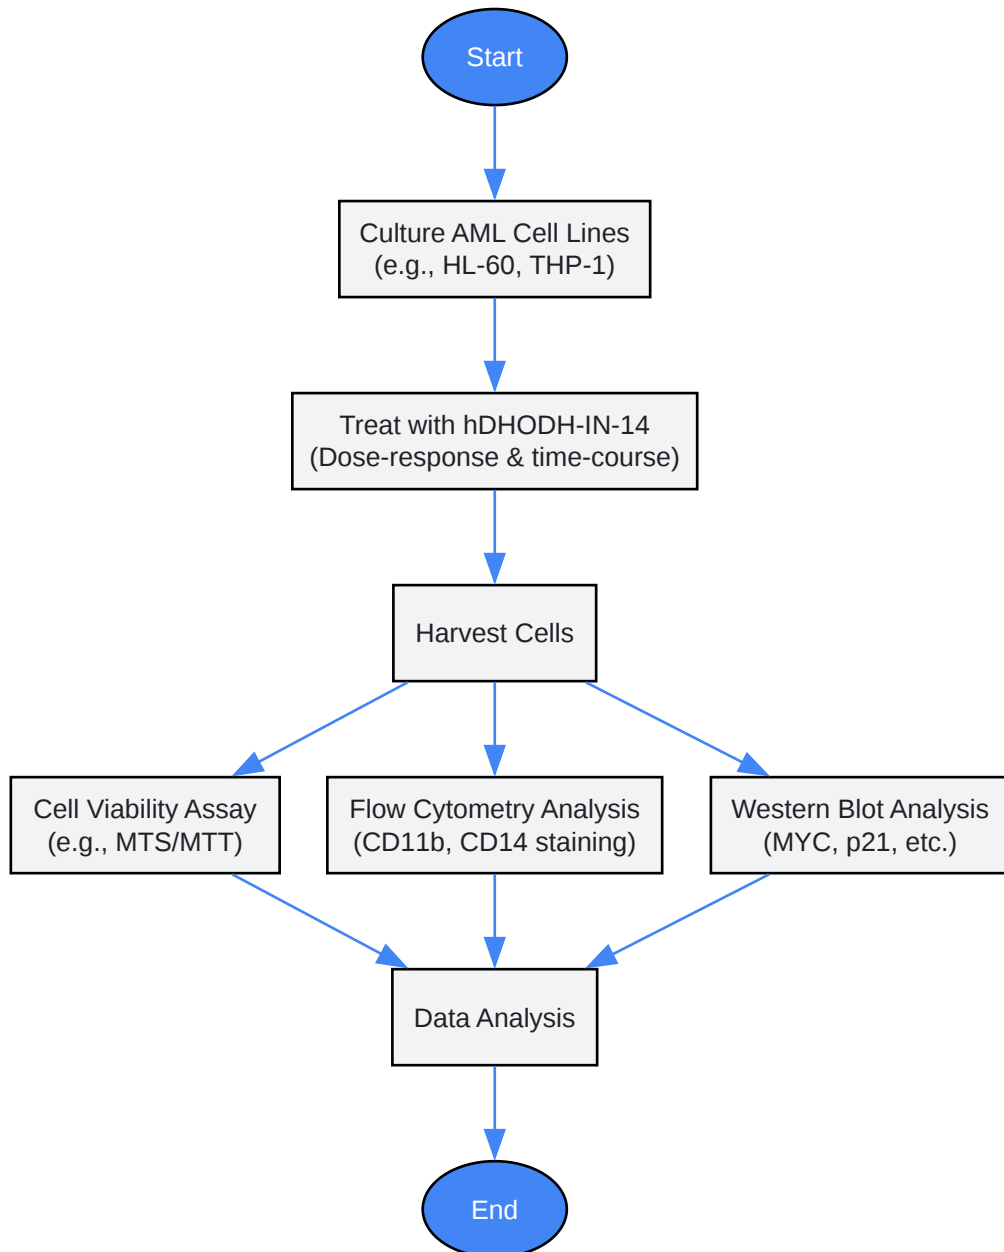 Start
Culture AML Cell Lines
(e.g., HL-60, THP-1)
Treat with hDHODH-IN-14
(Dose-response & time-course)
Harvest Cells
Cell Viability Assay
(e.g., MTS/MTT)
Flow Cytometry Analysis
(CD11b, CD14 staining)
Western Blot Analysis
(MYC, p21, etc.)
Data Analysis
End